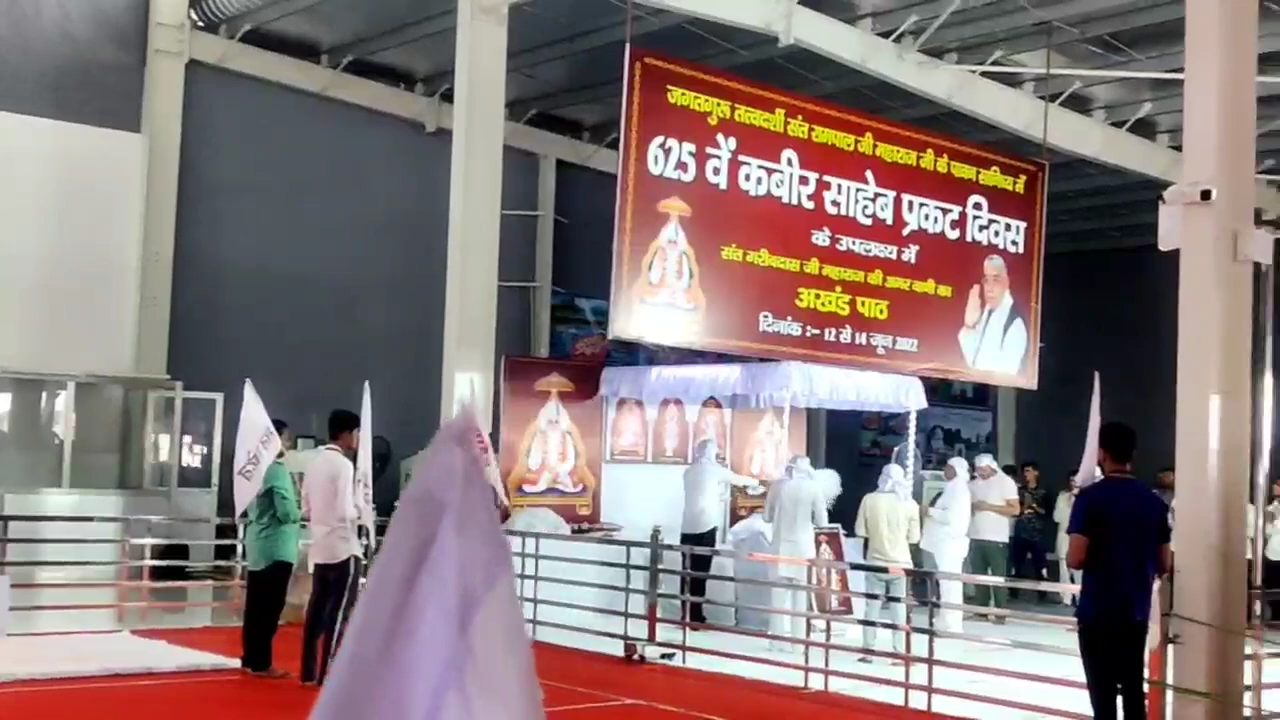 जगतगुरू तत्वदर्शी संत रामपाल जी महाराज जी के पावन सानिध्य में
625 वें कबीर साहेब प्रकट दिवस
के उपलक्ष्य में
संत गरीबदास जी महाराज की अमर वाणी का
अखंड पाठ
दिनांक :- 12 से 14 जून 2022